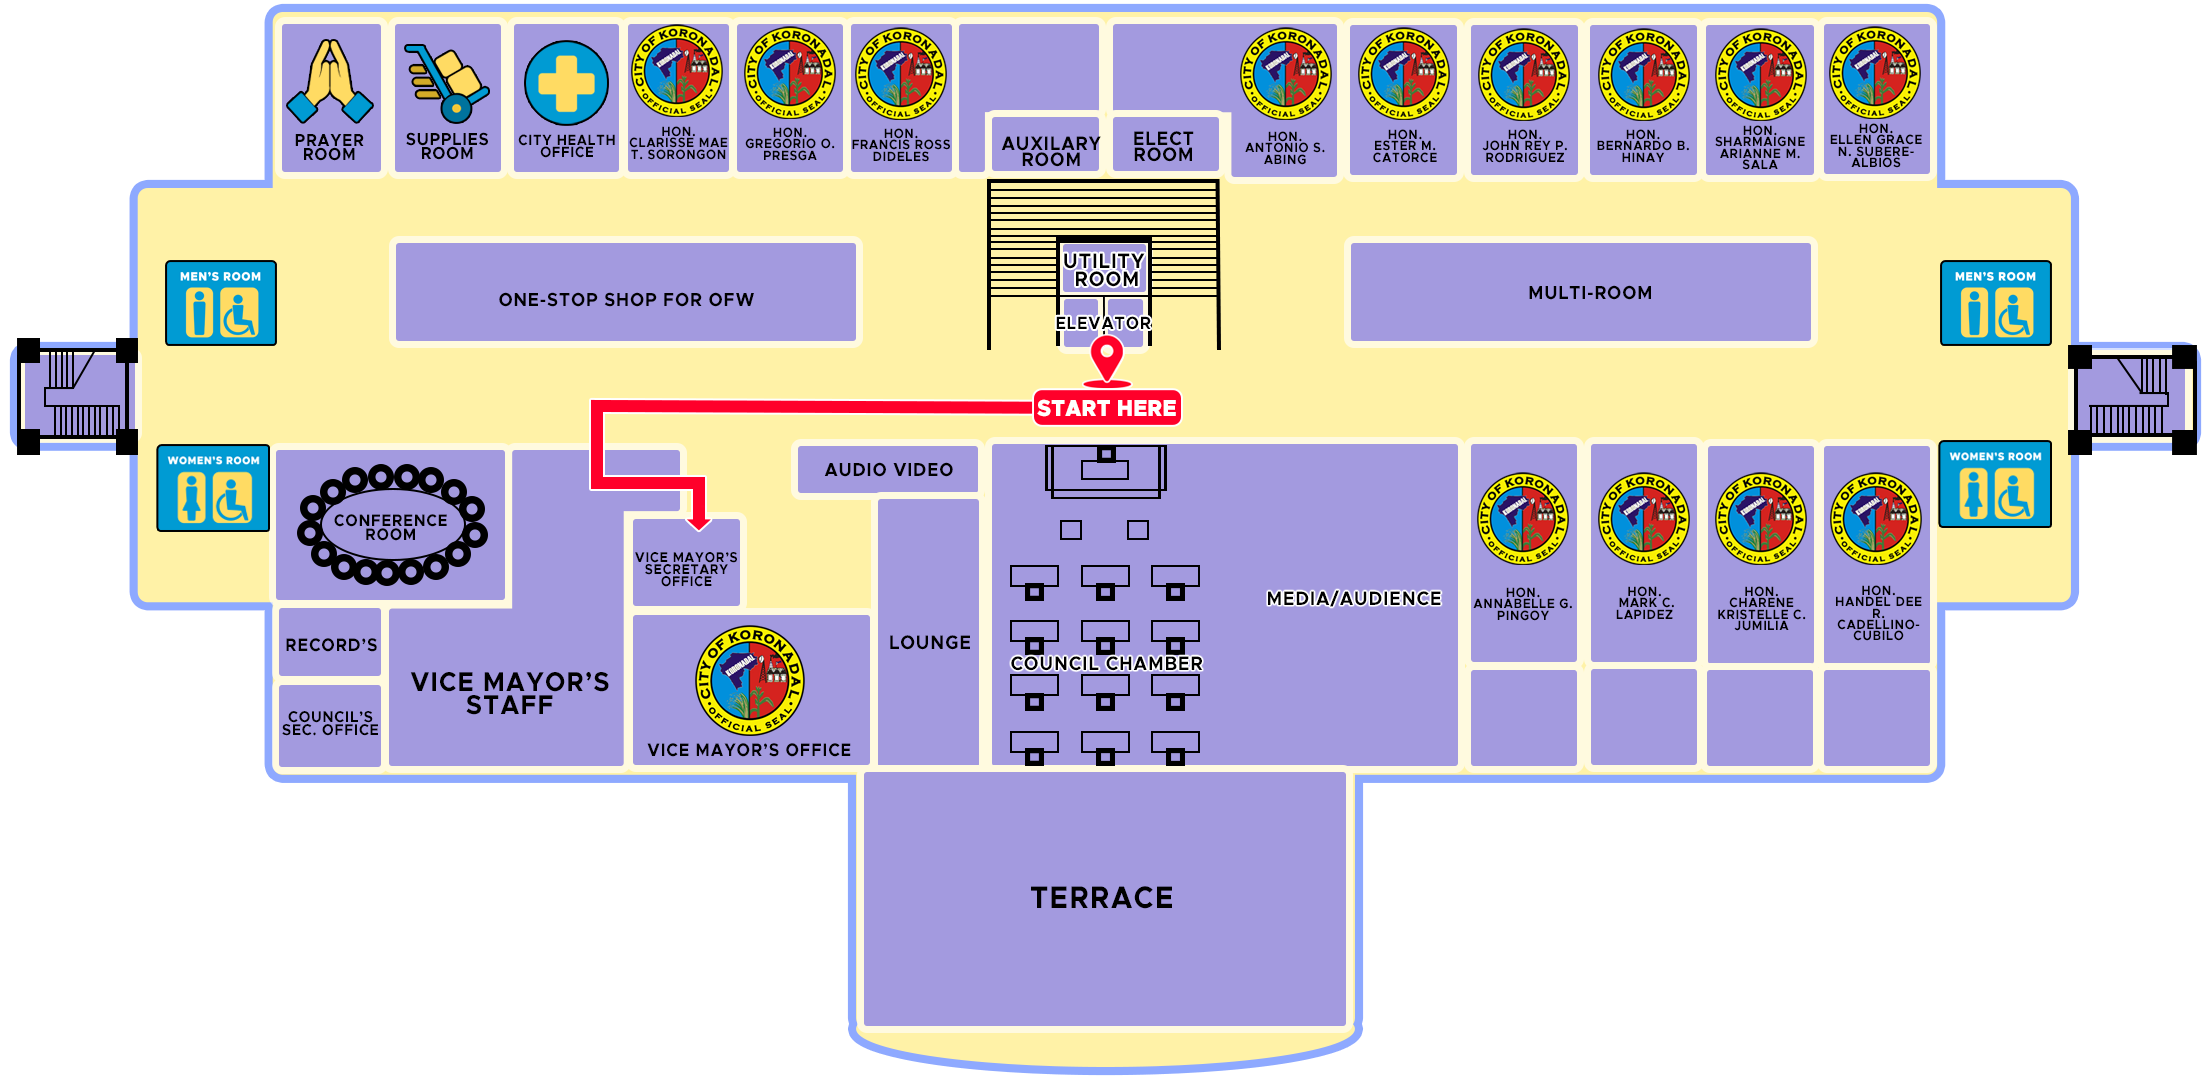 PRAYER
ROOM
SUPPLIES
ROOM
CITY HEALTH
OFFICE
CITY OF KORONADAL
OFFICIAL SEAL
HON.
CLARISSE MAE
T. SORONGON
CITY OF KORONADAL
OFFICIAL SEAL
HON.
GREGORIO O.
PRESGA
CITY OF KORONADAL
OFFICIAL SEAL
HON.
FRANCIS ROSS
DIDELES
AUXILARY
ROOM
ELECT
ROOM
CITY OF KORONADAL
OFFICIAL SEAL
HON.
ANTONIO S.
ABING
CITY OF KORONADAL
OFFICIAL SEAL
HON.
ESTER M.
CATORCE
CITY OF KORONADAL
OFFICIAL SEAL
HON.
JOHN REY P.
RODRIGUEZ
CITY OF KORONADAL
OFFICIAL SEAL
HON.
BERNARDO B.
HINAY
CITY OF KORONADAL
OFFICIAL SEAL
HON.
SHARMAIGNE
ARIANNE M.
SALA
CITY OF KORONADAL
OFFICIAL SEAL
HON.
ELLEN GRACE
N. SUBERE-
ALBIOS
MEN'S ROOM
ONE-STOP SHOP FOR OFW
UTILITY
ROOM
ELEVATOR
MULTI-ROOM
MEN'S ROOM
START HERE
WOMEN'S ROOM
CONFERENCE
ROOM
AUDIO VIDEO
VICE MAYOR'S
SECRETARY
OFFICE
LOUNGE
MEDIA/AUDIENCE
COUNCIL CHAMBER
CITY OF KORONADAL
OFFICIAL SEAL
HON.
ANNABELLE G.
PINGOY
CITY OF KORONADAL
OFFICIAL SEAL
HON.
MARK C.
LAPIDEZ
CITY OF KORONADAL
OFFICIAL SEAL
HON.
CHARENE
KRISTELLE C.
JUMILIA
CITY OF KORONADAL
OFFICIAL SEAL
HON.
HANDEL DEE
R.
CADELLINO-
CUBILO
WOMEN'S ROOM
RECORD'S
COUNCIL'S
SEC. OFFICE
VICE MAYOR'S
STAFF
CITY OF KORONADAL
KORONADAL
OFFICIAL SEAL
VICE MAYOR'S OFFICE
TERRACE